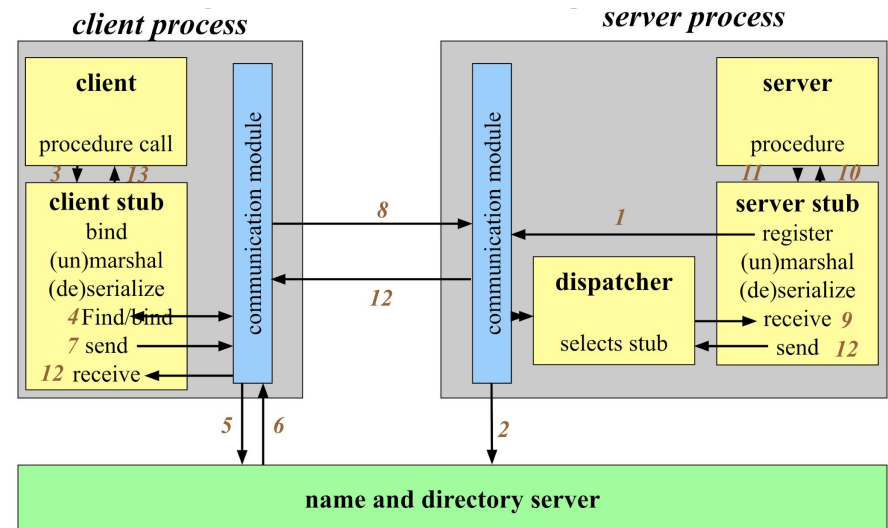 client process
server process
client
procedure call
3 13
client stub
bind
(un)marshal
(de)serialize
4 Find/bind
7 send
12 receive
communication module
5 6
8
12
communication module
2
1
dispatcher
selects stub
server
procedure
11 10
server stub
register
(un)marshal
(de)serialize
receive 9
send 12
name and directory server